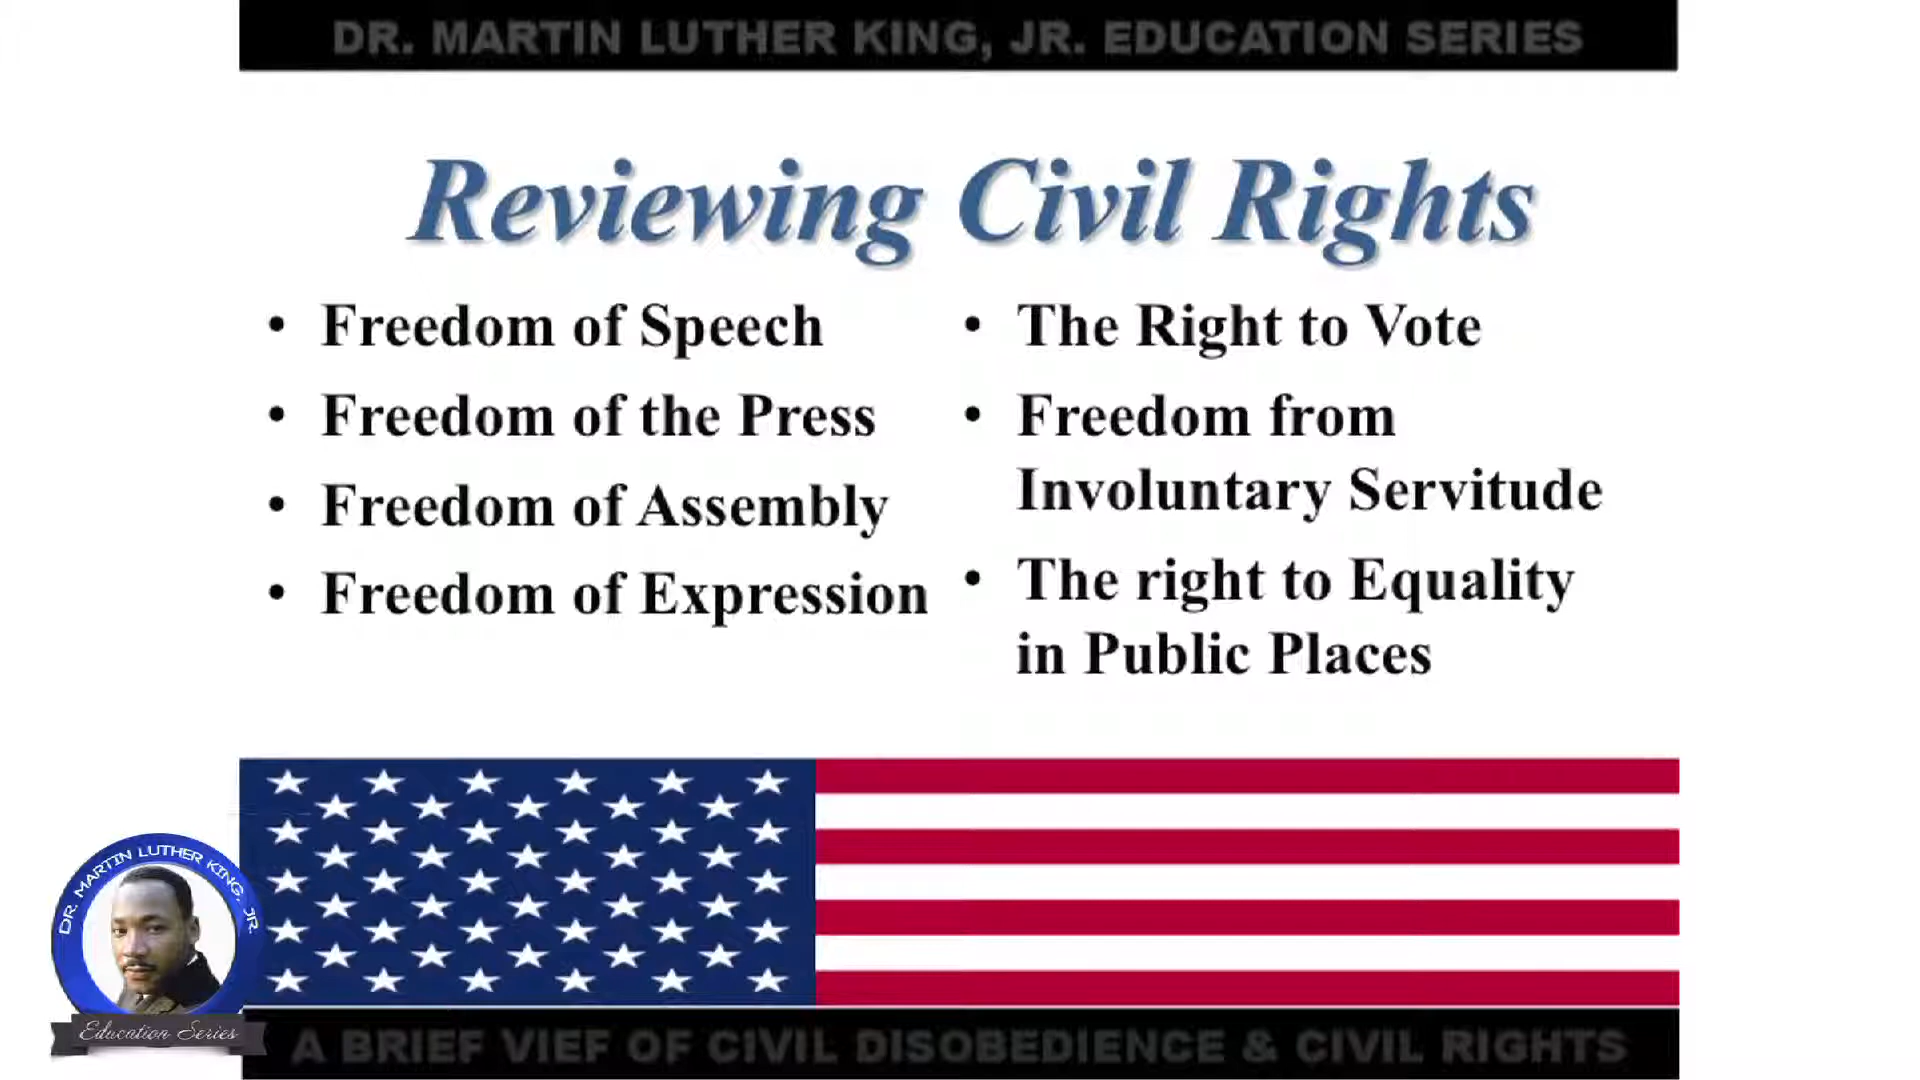 DR. MARTIN LUTHER KING, JR. EDUCATION SERIES
Reviewing Civil Rights
• Freedom of Speech
• Freedom of the Press
• Freedom of Assembly
• Freedom of Expression
• The Right to Vote
• Freedom from
Involuntary Servitude
• The right to Equality
in Public Places
DR. MARTIN LUTHER KING, JR.
Education Series
A BRIEF VIEF OF CIVIL DISOBEDIENCE & CIVIL RIGHTS